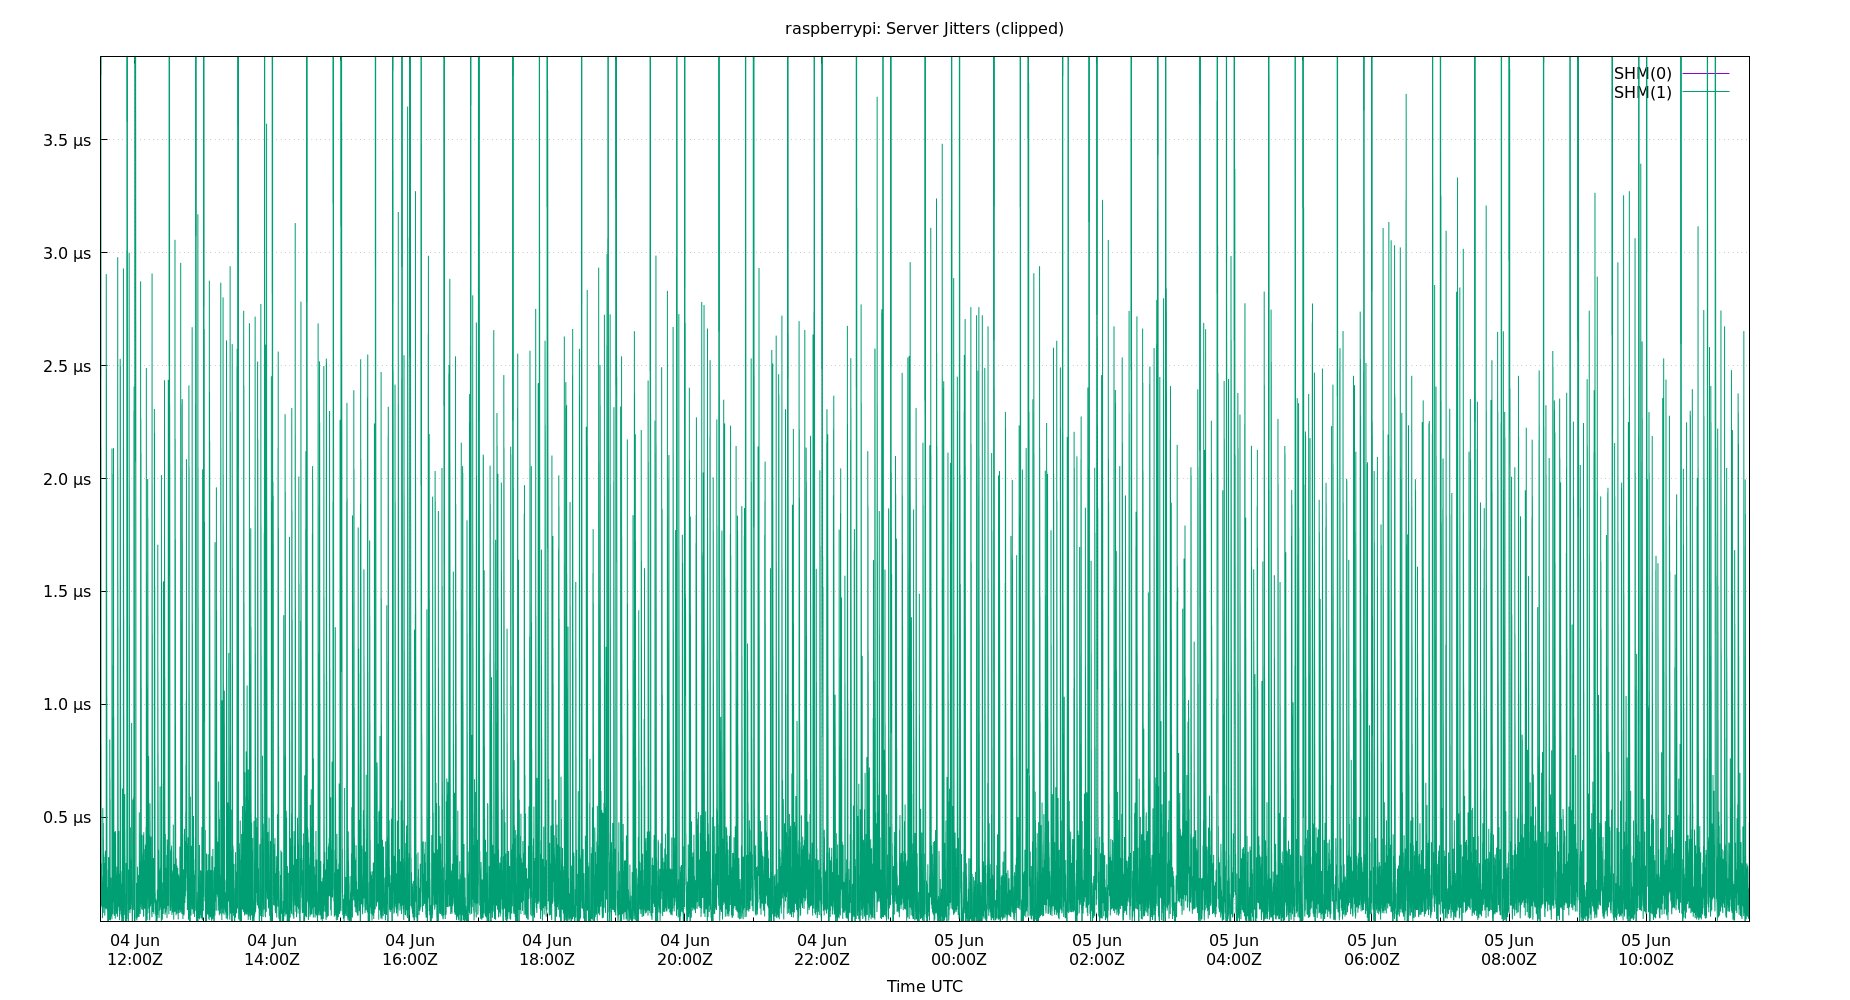 raspberrypi: Server Jitters (clipped)
SHM(0)
SHM(1)
3.5 µs
3.0 µs
2.5 µs
2.0 µs
1.5 µs
1.0 µs
0.5 µs
04 Jun 04 Jun 04 Jun 04 Jun 04 Jun 04 Jun 05 Jun 05 Jun 05 Jun 05 Jun 05 Jun 05 Jun
12:00Z 14:00Z 16:00Z 18:00Z 20:00Z 22:00Z 00:00Z 02:00Z 04:00Z 06:00Z 08:00Z 10:00Z
Time UTC